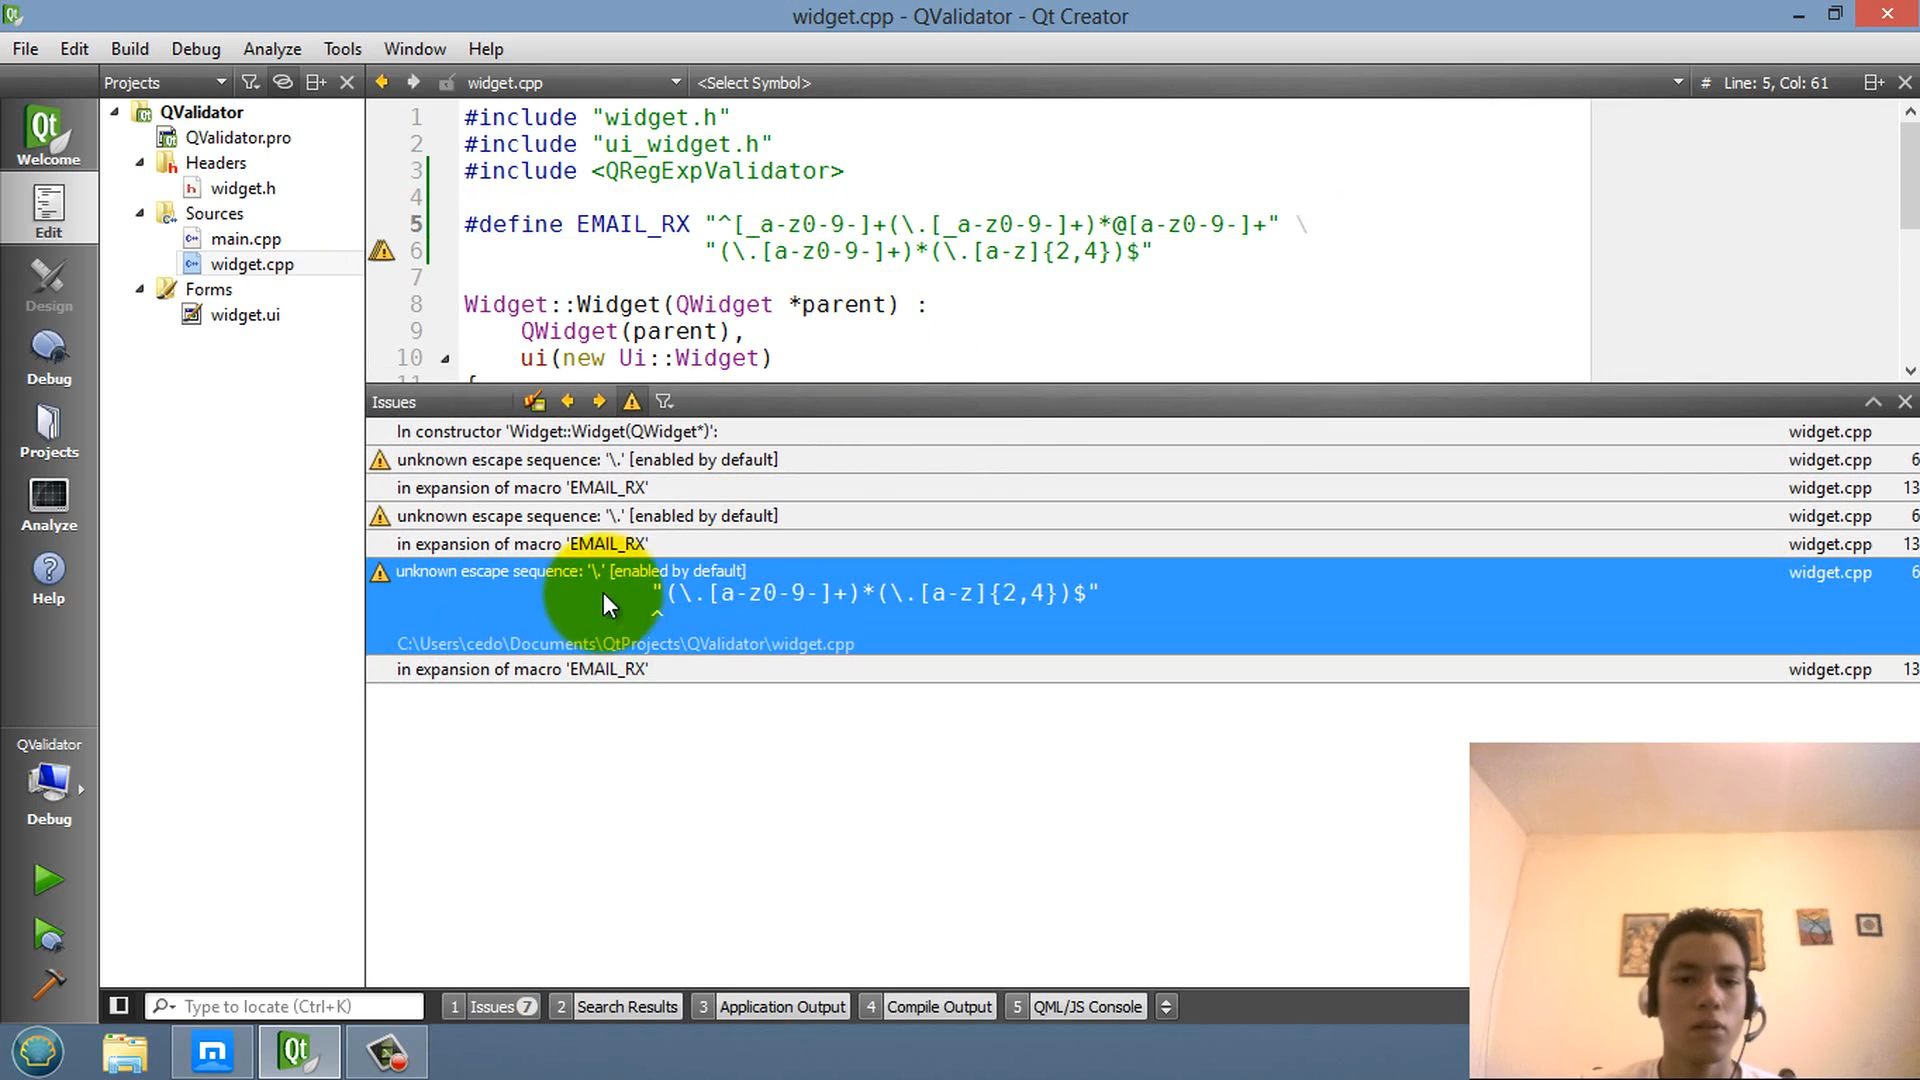 widget.cpp - QValidator - Qt Creator
File Edit Build Debug Analyze Tools Window Help
Projects widget.cpp <Select Symbol> # Line: 5, Col: 61
Welcome
Edit
Design
Debug
Projects
Analyze
Help
QValidator
Debug
QValidator
QValidator.pro
Headers
widget.h
Sources
main.cpp
widget.cpp
Forms
widget.ui
1 #include "widget.h"
2 #include "ui_widget.h"
3 #include <QRegExpValidator>
4
5 #define EMAIL_RX "^[_a-z0-9-]+(\.[_a-z0-9-]+)*@[a-z0-9-]+" \
6 "(\.[a-z0-9-]+)*(\.[a-z]{2,4})$"
7
8 Widget::Widget(QWidget *parent) :
9 QWidget(parent),
10 ui(new Ui::Widget)
Issues
In constructor 'Widget::Widget(QWidget*)': widget.cpp
unknown escape sequence: '\.' [enabled by default] widget.cpp 6
in expansion of macro 'EMAIL_RX' widget.cpp 13
unknown escape sequence: '\.' [enabled by default] widget.cpp 6
in expansion of macro 'EMAIL_RX' widget.cpp 13
unknown escape sequence: '\.' [enabled by default] widget.cpp 6
"(\.[a-z0-9-]+)*(\.[a-z]{2,4})$"
^
C:\Users\cedo\Documents\QtProjects\QValidator\widget.cpp
in expansion of macro 'EMAIL_RX' widget.cpp 13
Type to locate (Ctrl+K) 1 Issues 7 2 Search Results 3 Application Output 4 Compile Output 5 QML/JS Console